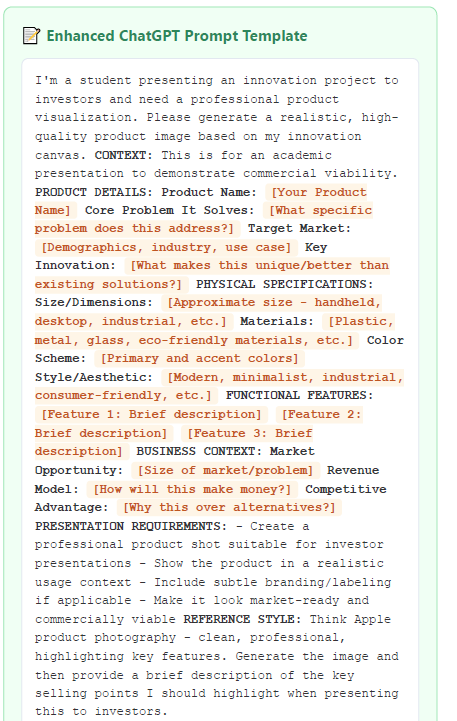 Enhanced ChatGPT Prompt Template
I'm a student presenting an innovation project to
investors and need a professional product
visualization. Please generate a realistic, high-
quality product image based on my innovation
canvas. CONTEXT: This is for an academic
presentation to demonstrate commercial viability.
PRODUCT DETAILS: Product Name: [Your Product
Name] Core Problem It Solves: [What specific
problem does this address?] Target Market:
[Demographics, industry, use case] Key
Innovation: [What makes this unique/better than
existing solutions?] PHYSICAL SPECIFICATIONS:
Size/Dimensions: [Approximate size - handheld,
desktop, industrial, etc.] Materials: [Plastic,
metal, glass, eco-friendly materials, etc.] Color
Scheme: [Primary and accent colors]
Style/Aesthetic: [Modern, minimalist, industrial,
consumer-friendly, etc.] FUNCTIONAL FEATURES:
[Feature 1: Brief description] [Feature 2:
Brief description] [Feature 3: Brief
description] BUSINESS CONTEXT: Market
Opportunity: [Size of market/problem] Revenue
Model: [How will this make money?] Competitive
Advantage: [Why this over alternatives?]
PRESENTATION REQUIREMENTS: - Create a
professional product shot suitable for investor
presentations - Show the product in a realistic
usage context - Include subtle branding/labeling
if applicable - Make it look market-ready and
commercially viable REFERENCE STYLE: Think Apple
product photography - clean, professional,
highlighting key features. Generate the image and
then provide a brief description of the key
selling points I should highlight when presenting
this to investors.